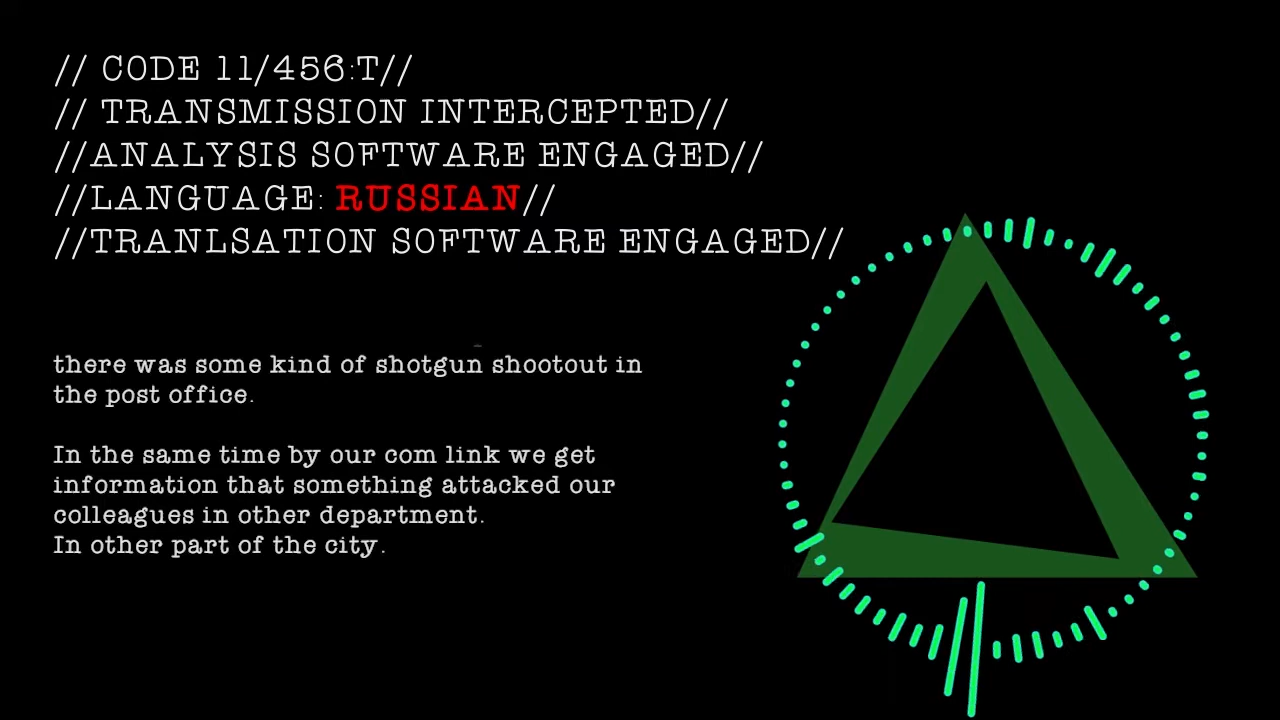 // CODE 11/456:T//
// TRANSMISSION INTERCEPTED//
//ANALYSIS SOFTWARE ENGAGED//
//LANGUAGE: RUSSIAN//
//TRANLSATION SOFTWARE ENGAGED//
there was some kind of shotgun shootout in
the post office.
In the same time by our com link we get
information that something attacked our
colleagues in other department.
In other part of the city.